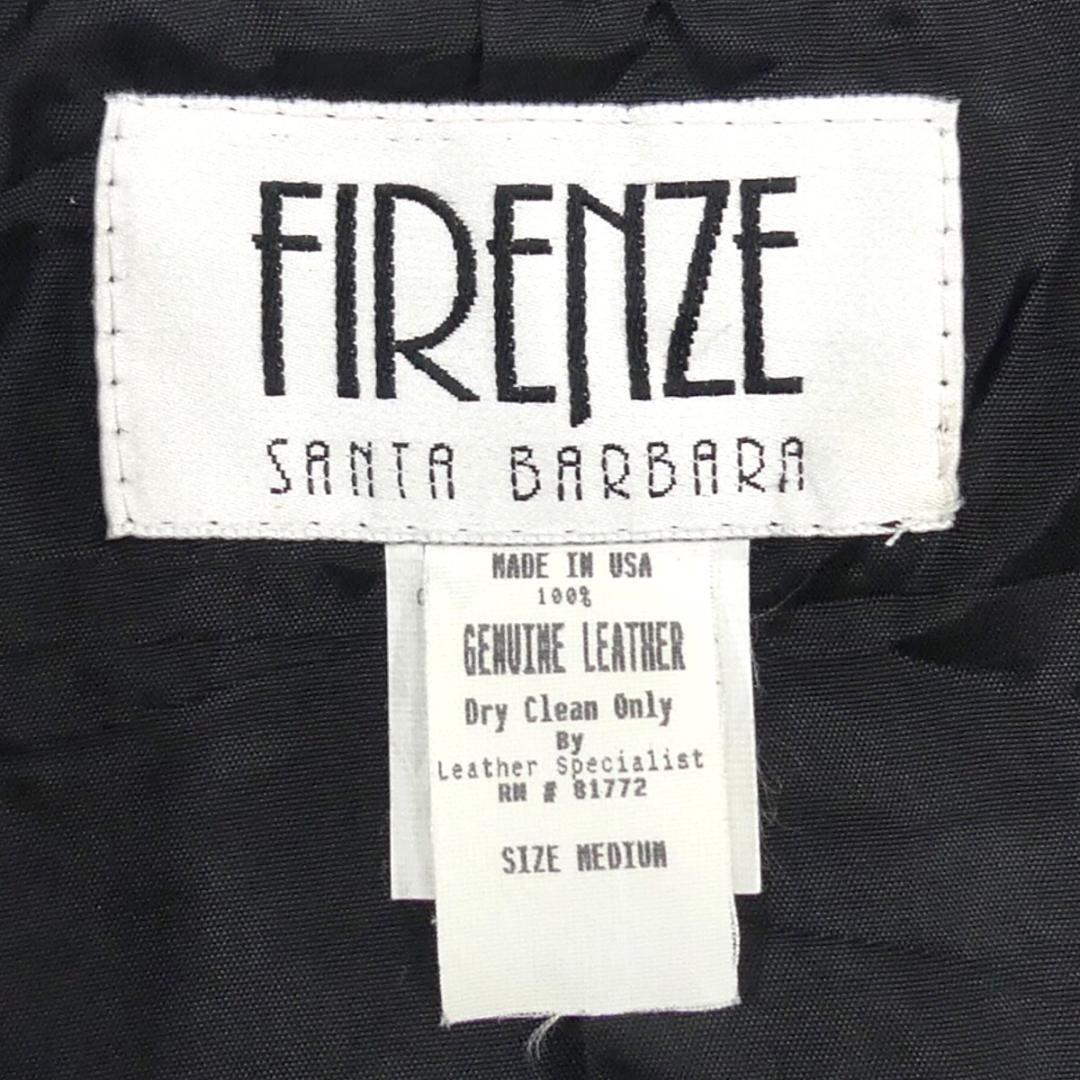 FIRENZE
SANTA BARBARA
MADE IN USA
100%
GENUINE LEATHER
Dry Clean Only
By
Leather Specialist
RN # 81772
SIZE MEDIUM